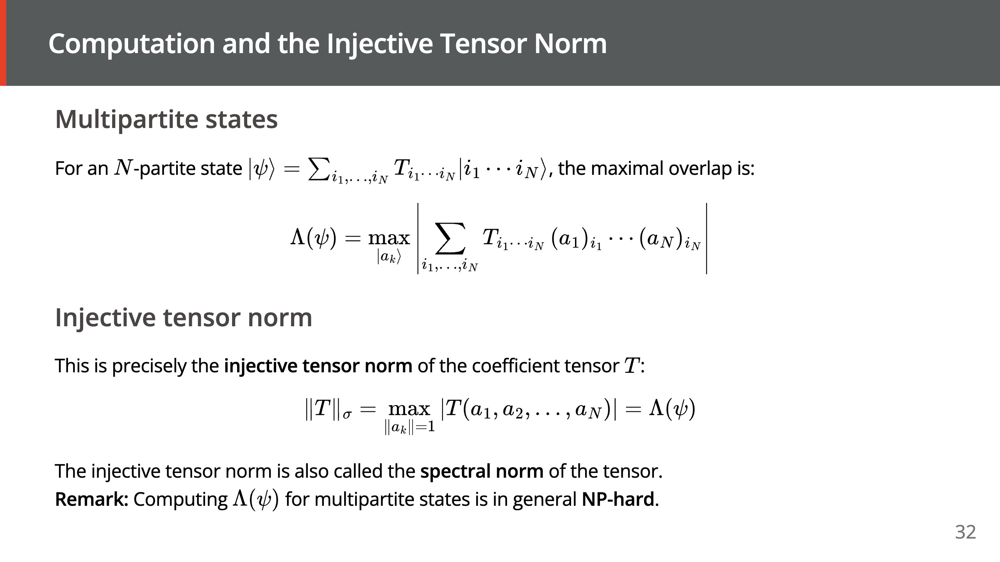 Computation and the Injective Tensor Norm
Multipartite states
For an $N$-partite state $|\psi\rangle = \sum_{i_1,\ldots,i_N} T_{i_1\cdots i_N}|i_1\cdots i_N\rangle$, the maximal overlap is:
$\Lambda(\psi) = \max_{|a_k\rangle} \left| \sum_{i_1,\ldots,i_N} T_{i_1\cdots i_N} (a_1)_{i_1} \cdots (a_N)_{i_N} \right|$
Injective tensor norm
This is precisely the injective tensor norm of the coefficient tensor $T$:
$\|T\|_\sigma = \max_{\|a_k\|=1} |T(a_1, a_2, \ldots, a_N)| = \Lambda(\psi)$
The injective tensor norm is also called the spectral norm of the tensor.
Remark: Computing $\Lambda(\psi)$ for multipartite states is in general NP-hard.
32